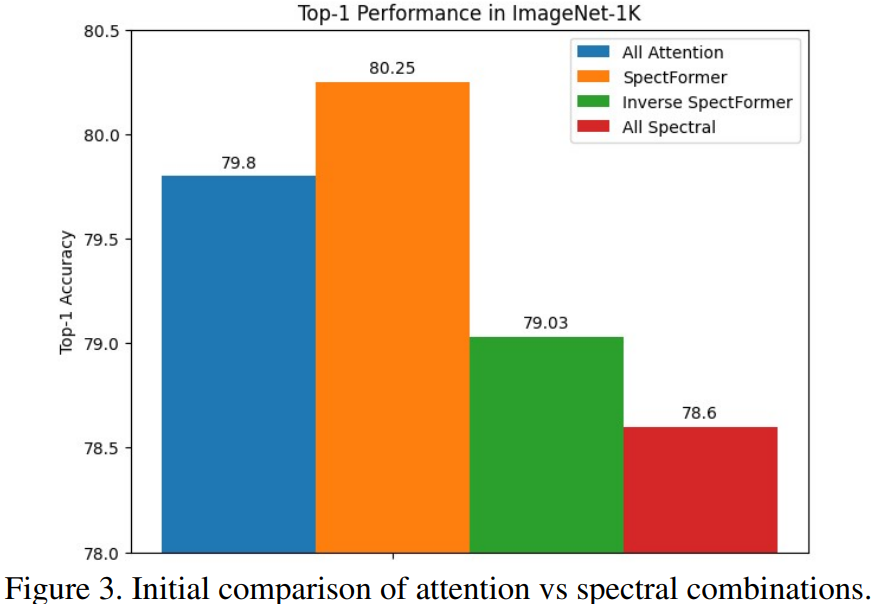 Top-1 Performance in ImageNet-1K
80.5
80.0
79.5
79.0
78.5
78.0
Top-1 Accuracy
79.8
80.25
79.03
78.6
All Attention
SpectFormer
Inverse SpectFormer
All Spectral
Figure 3. Initial comparison of attention vs spectral combinations.